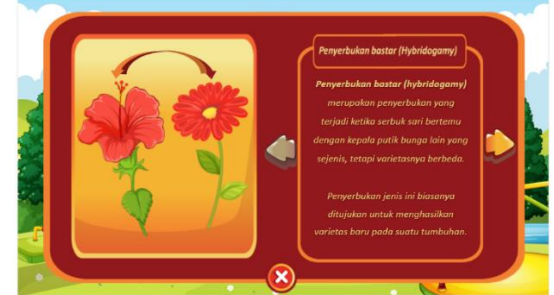 Penyerbukan bastar (Hybridogamy)
Penyerbukan bastar (hybridogamy)
merupakan penyerbukan yang
terjadi ketika serbuk sari bertemu
dengan kepala putik bunga lain yang
sejenis, tetapi varietasnya berbeda.
Penyerbukan jenis ini biasanya
ditujukan untuk menghasilkan
varietas baru pada suatu tumbuhan.